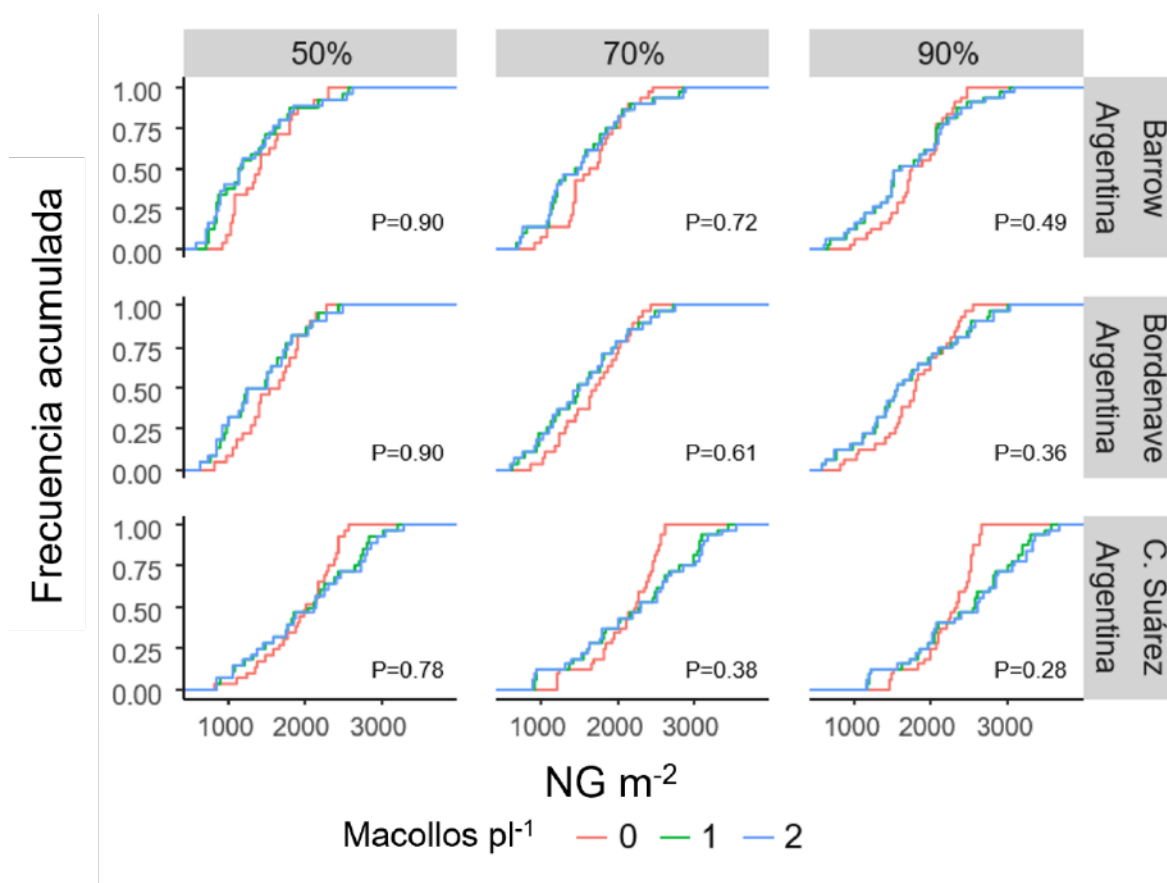 50% 70% 90%
Frecuencia acumulada
1.00
0.75
0.50
0.25
0.00
P=0.90
P=0.72
P=0.49
Barrow
Argentina
1.00
0.75
0.50
0.25
0.00
P=0.90
P=0.61
P=0.36
Bordenave
Argentina
1.00
0.75
0.50
0.25
0.00
P=0.78
P=0.38
P=0.28
C. Suárez
Argentina
1000 2000 3000 1000 2000 3000 1000 2000 3000
NG m⁻²
Macollos pl⁻¹ 0 1 2